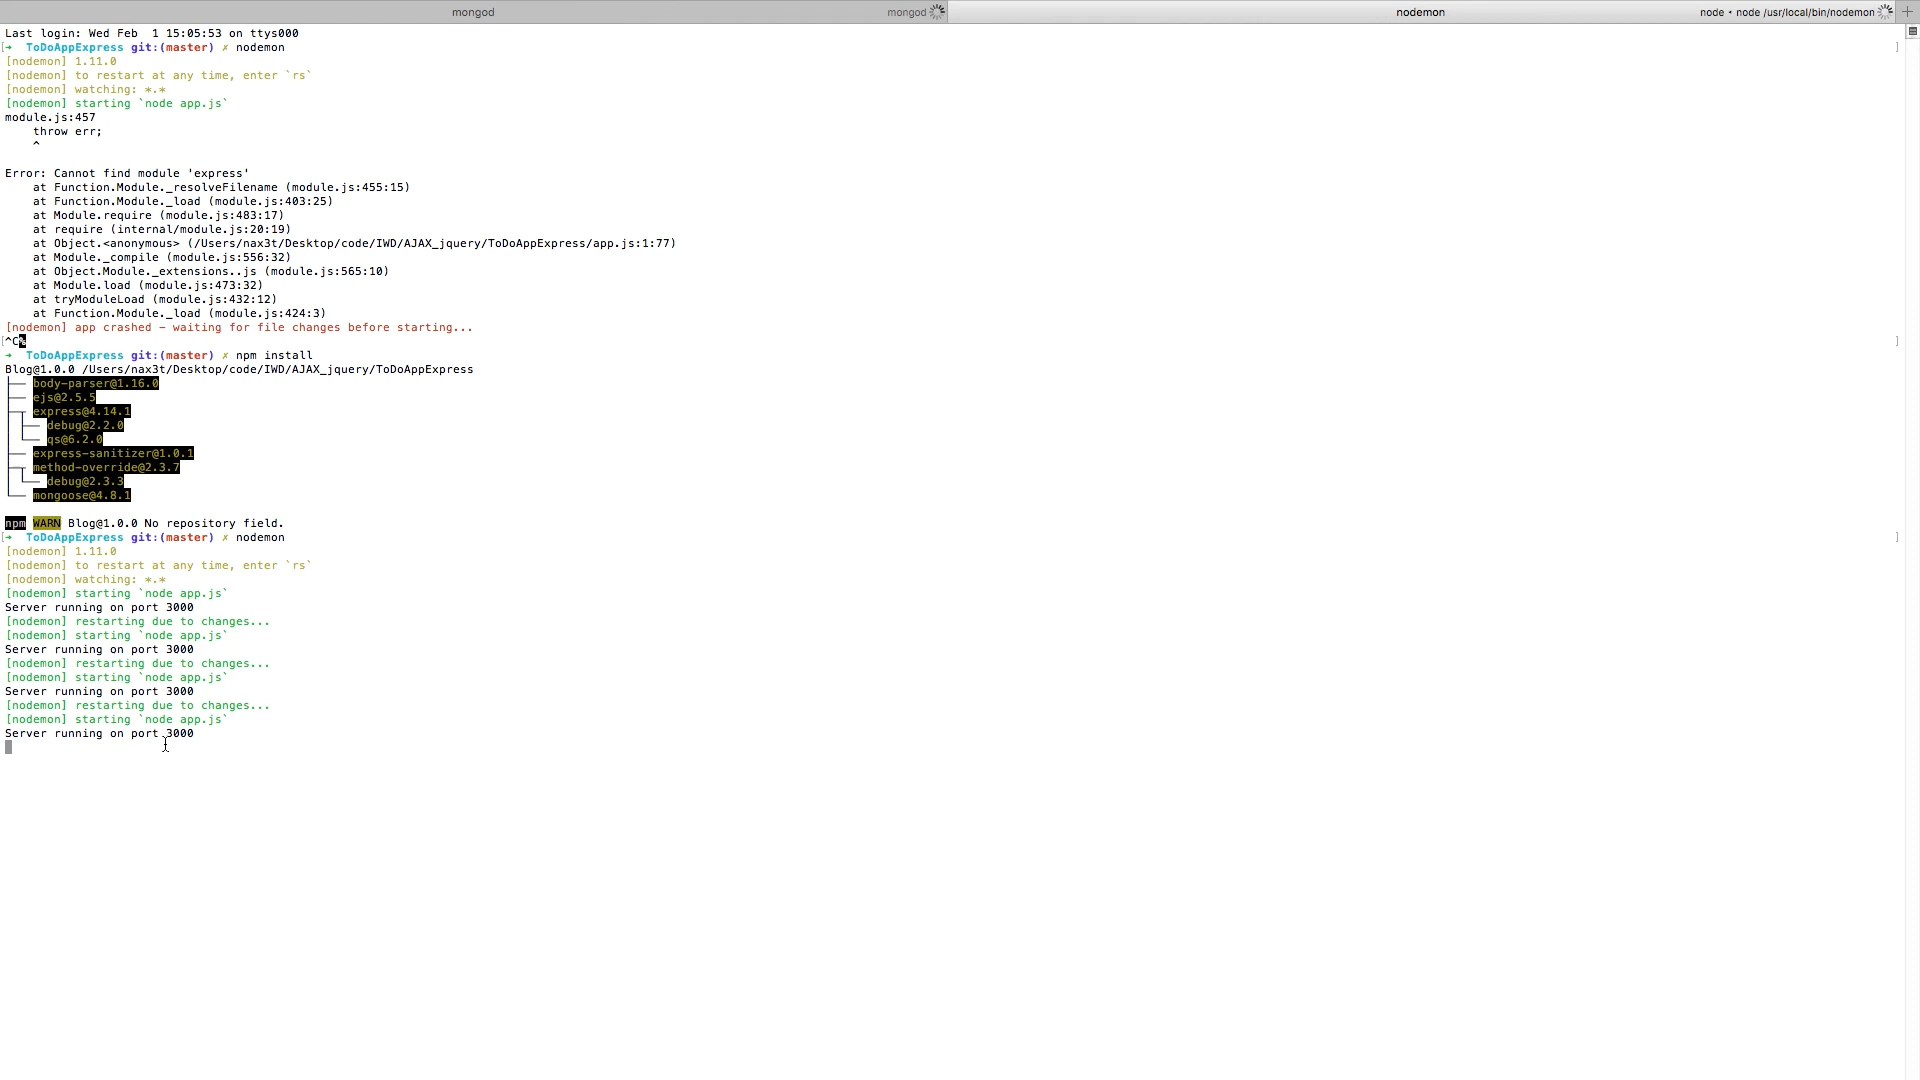 mongod mongod nodemon node • node /usr/local/bin/nodemon +
Last login: Wed Feb  1 15:05:53 on ttys000
[→  ToDoAppExpress git:(master) ✗ nodemon ]
[nodemon] 1.11.0
[nodemon] to restart at any time, enter `rs`
[nodemon] watching: *.*
[nodemon] starting `node app.js`
module.js:457
    throw err;
    ^
Error: Cannot find module 'express'
    at Function.Module._resolveFilename (module.js:455:15)
    at Function.Module._load (module.js:403:25)
    at Module.require (module.js:483:17)
    at require (internal/module.js:20:19)
    at Object.<anonymous> (/Users/nax3t/Desktop/code/IWD/AJAX_jquery/ToDoAppExpress/app.js:1:77)
    at Module._compile (module.js:556:32)
    at Object.Module._extensions..js (module.js:565:10)
    at Module.load (module.js:473:32)
    at tryModuleLoad (module.js:432:12)
    at Function.Module._load (module.js:424:3)
[nodemon] app crashed - waiting for file changes before starting...
[^C% ]
→  ToDoAppExpress git:(master) ✗ npm install
Blog@1.0.0 /Users/nax3t/Desktop/code/IWD/AJAX_jquery/ToDoAppExpress
├── body-parser@1.16.0
├── ejs@2.5.5
├─┬ express@4.14.1
│ ├── debug@2.2.0
│ └── qs@6.2.0
├── express-sanitizer@1.0.1
├─┬ method-override@2.3.7
│ └── debug@2.3.3
└── mongoose@4.8.1
npm WARN Blog@1.0.0 No repository field.
[→  ToDoAppExpress git:(master) ✗ nodemon ]
[nodemon] 1.11.0
[nodemon] to restart at any time, enter `rs`
[nodemon] watching: *.*
[nodemon] starting `node app.js`
Server running on port 3000
[nodemon] restarting due to changes...
[nodemon] starting `node app.js`
Server running on port 3000
[nodemon] restarting due to changes...
[nodemon] starting `node app.js`
Server running on port 3000
[nodemon] restarting due to changes...
[nodemon] starting `node app.js`
Server running on port 3000